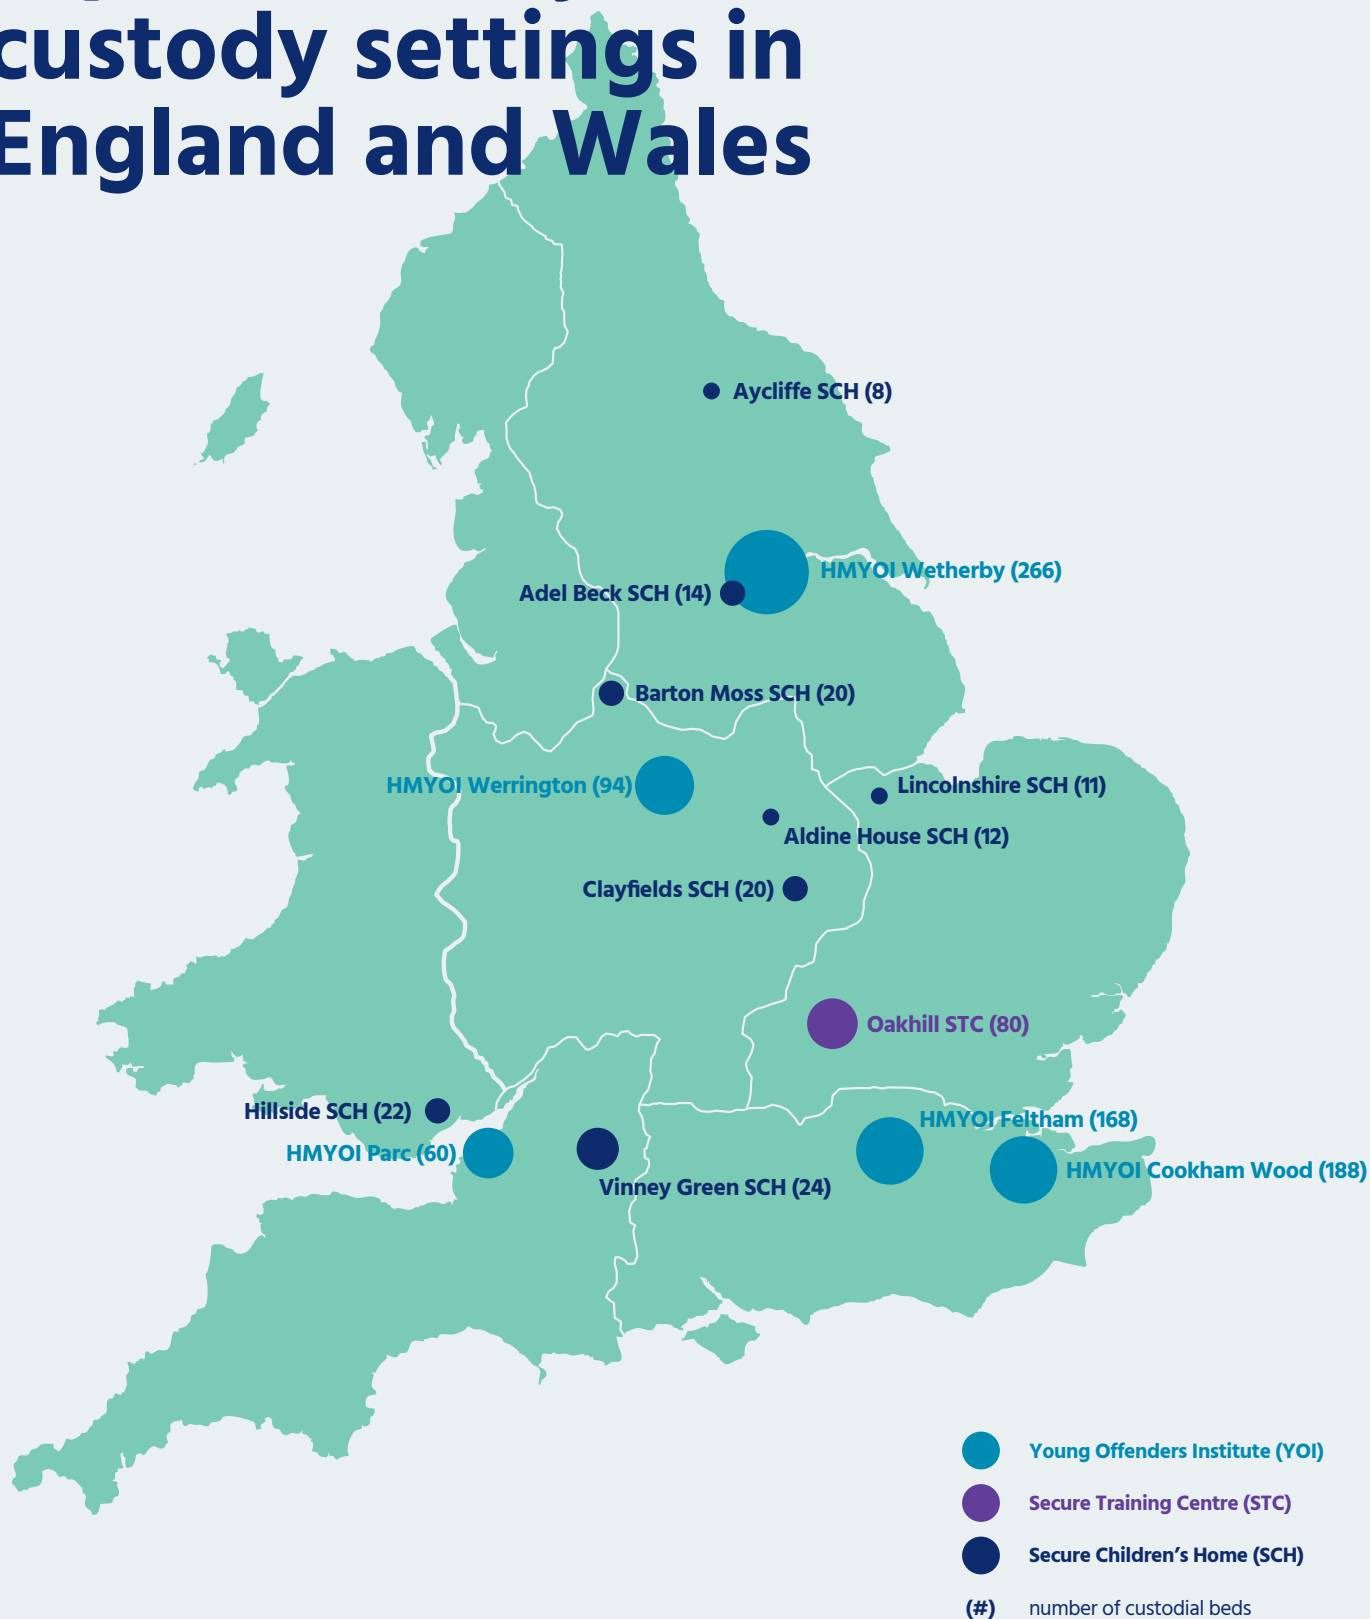 custody settings in
England and Wales
Aycliffe SCH (8)
HMYOI Wetherby (266)
Adel Beck SCH (14)
Barton Moss SCH (20)
HMYOI Werrington (94)
Lincolnshire SCH (11)
Aldine House SCH (12)
Clayfields SCH (20)
Oakhill STC (80)
Hillside SCH (22)
HMYOI Feltham (168)
HMYOI Parc (60)
HMYOI Cookham Wood (188)
Vinney Green SCH (24)
Young Offenders Institute (YOI)
Secure Training Centre (STC)
Secure Children’s Home (SCH)
(#) number of custodial beds